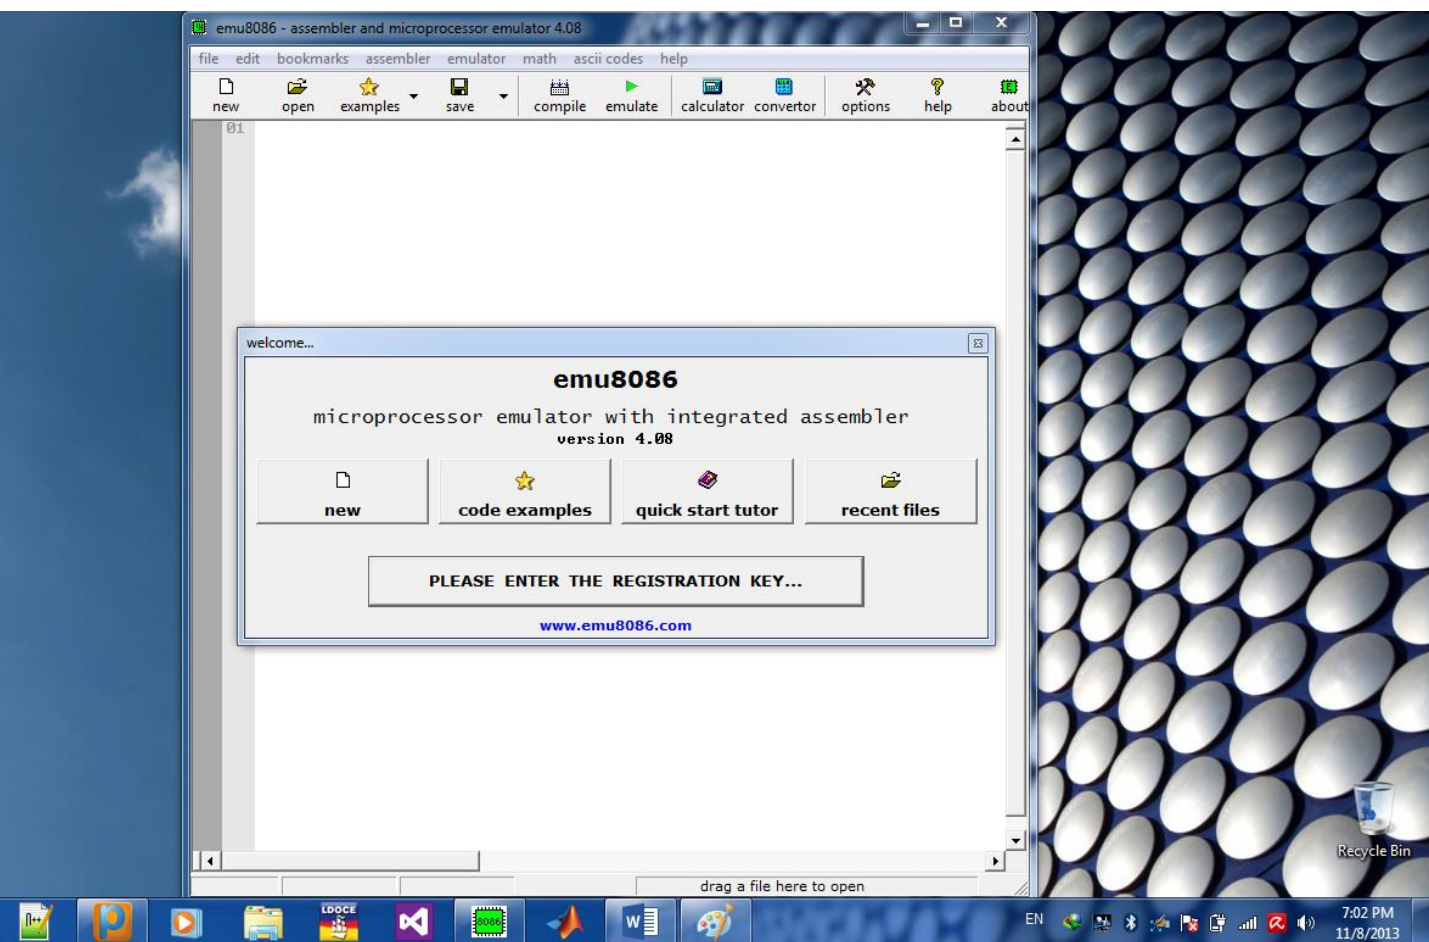 emu8086 - assembler and microprocessor emulator 4.08
file edit bookmarks assembler emulator math ascii codes help
new open examples save compile emulate calculator convertor options help about
01
welcome...
emu8086
microprocessor emulator with integrated assembler
version 4.08
new code examples quick start tutor recent files
PLEASE ENTER THE REGISTRATION KEY...
www.emu8086.com
drag a file here to open
Recycle Bin
LDOCE
8086
W
EN
7:02 PM
11/8/2013